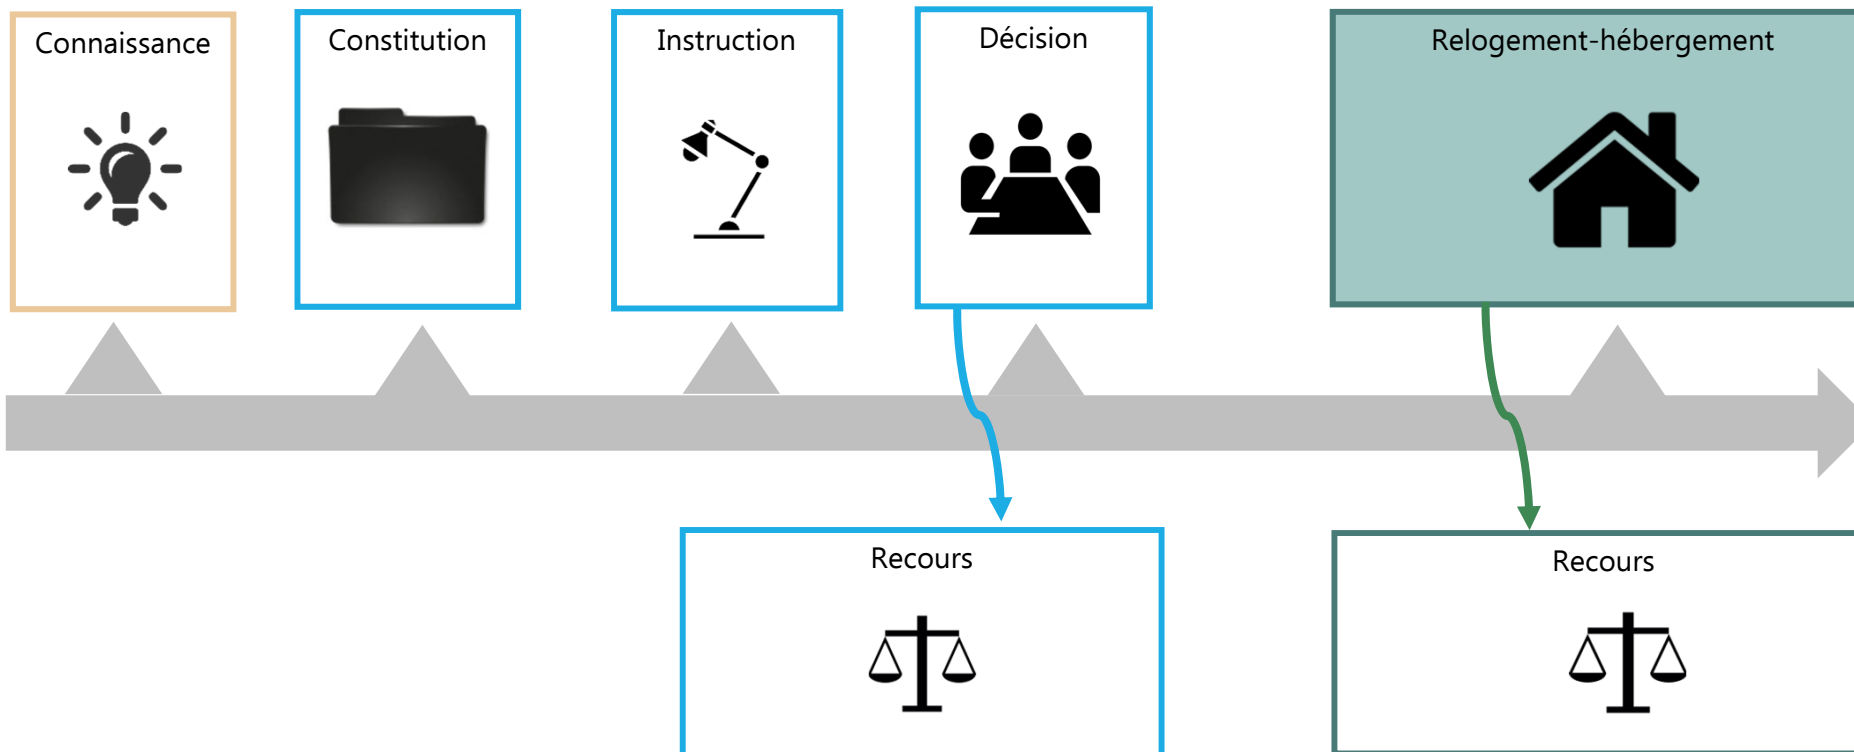 Connaissance
Constitution
Instruction
Décision
Relogement-hébergement
Recours
Recours